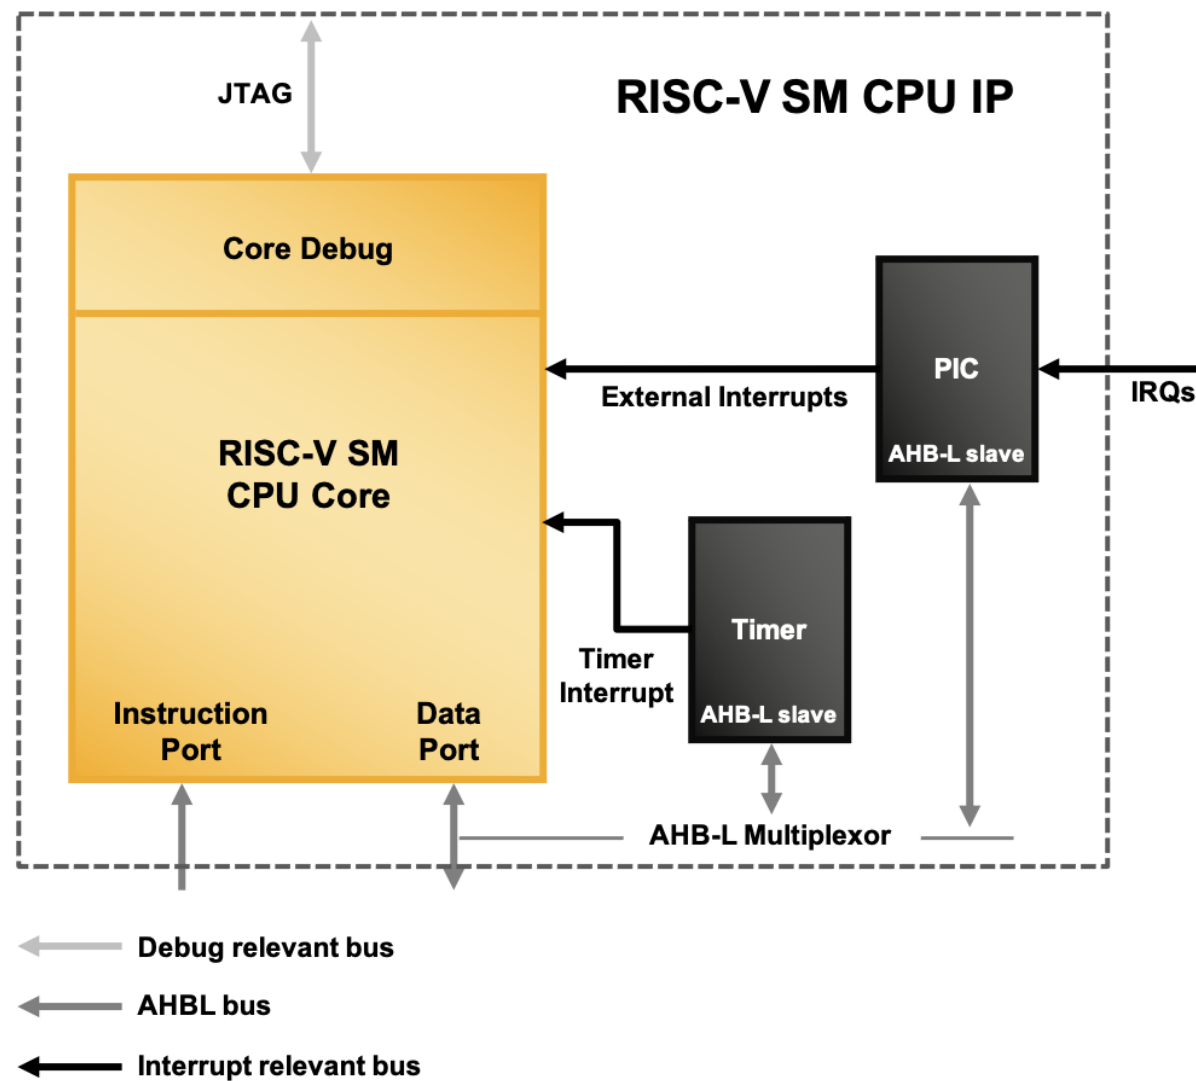 JTAG
RISC-V SM CPU IP
Core Debug
PIC
AHB-L slave
External Interrupts
IRQs
RISC-V SM
CPU Core
Timer
AHB-L slave
Timer
Interrupt
Instruction
Port
Data
Port
AHB-L Multiplexor
Debug relevant bus
AHBL bus
Interrupt relevant bus